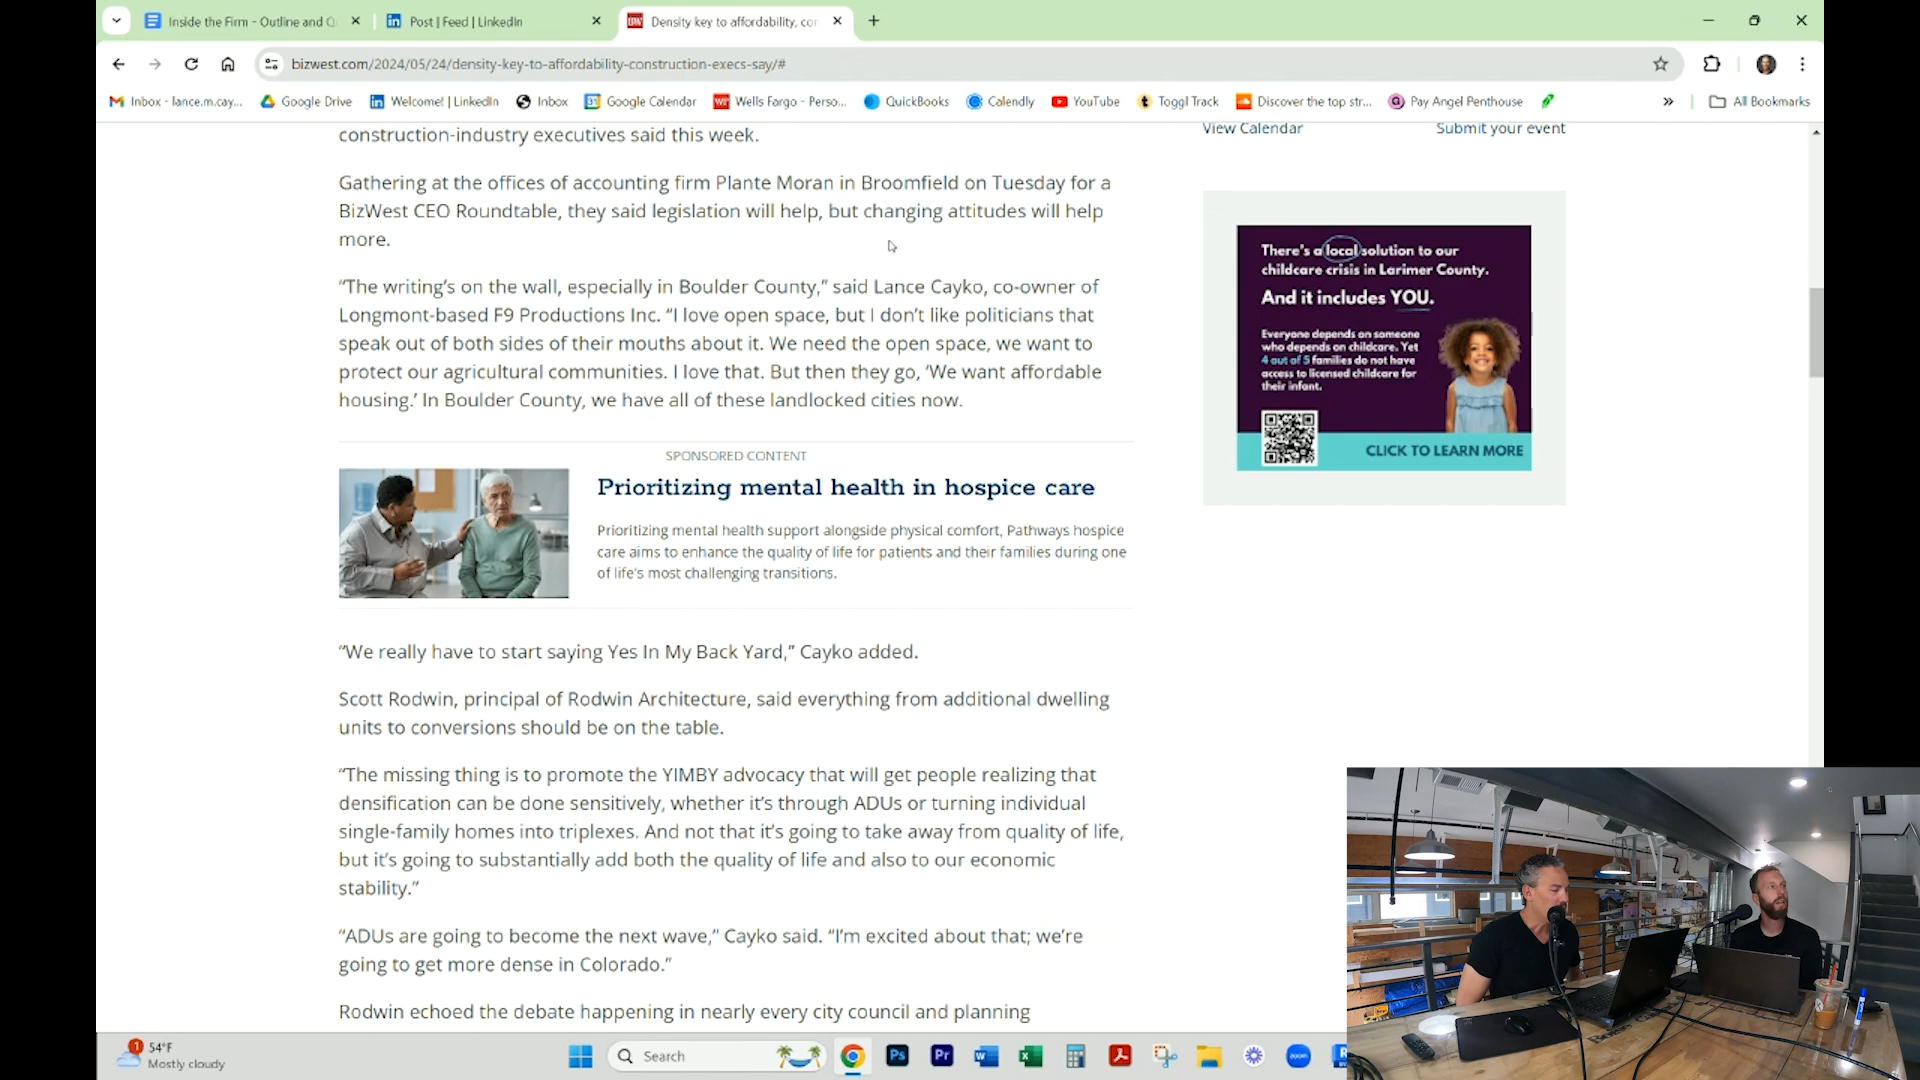 Inside the Firm - Outline and Q
Post | Feed | LinkedIn
BW
Density key to affordability, co
bizwest.com/2024/05/24/density-key-to-affordability-construction-execs-say/#
Inbox - lance.m.cay...
Google Drive
Welcome! | LinkedIn
Inbox
Google Calendar
Wells Fargo - Perso...
QuickBooks
Calendly
YouTube
Toggl Track
Discover the top str...
Pay Angel Penthouse
»
All Bookmarks
construction-industry executives said this week.
Gathering at the offices of accounting firm Plante Moran in Broomfield on Tuesday for a
BizWest CEO Roundtable, they said legislation will help, but changing attitudes will help
more.
“The writing’s on the wall, especially in Boulder County,” said Lance Cayko, co-owner of
Longmont-based F9 Productions Inc. “I love open space, but I don’t like politicians that
speak out of both sides of their mouths about it. We need the open space, we want to
protect our agricultural communities. I love that. But then they go, ‘We want affordable
housing.’ In Boulder County, we have all of these landlocked cities now.
SPONSORED CONTENT
Prioritizing mental health in hospice care
Prioritizing mental health support alongside physical comfort, Pathways hospice
care aims to enhance the quality of life for patients and their families during one
of life's most challenging transitions.
“We really have to start saying Yes In My Back Yard,” Cayko added.
Scott Rodwin, principal of Rodwin Architecture, said everything from additional dwelling
units to conversions should be on the table.
“The missing thing is to promote the YIMBY advocacy that will get people realizing that
densification can be done sensitively, whether it’s through ADUs or turning individual
single-family homes into triplexes. And not that it’s going to take away from quality of life,
but it’s going to substantially add both the quality of life and also to our economic
stability.”
“ADUs are going to become the next wave,” Cayko said. “I’m excited about that; we’re
going to get more dense in Colorado.”
Rodwin echoed the debate happening in nearly every city council and planning
View Calendar
Submit your event
There's a local solution to our
childcare crisis in Larimer County.
And it includes YOU.
Everyone depends on someone
who depends on childcare. Yet
4 out of 5 families do not have
access to licensed childcare for
their infant.
CLICK TO LEARN MORE
1
54°F
Mostly cloudy
Search
Ps
Pr
zoom